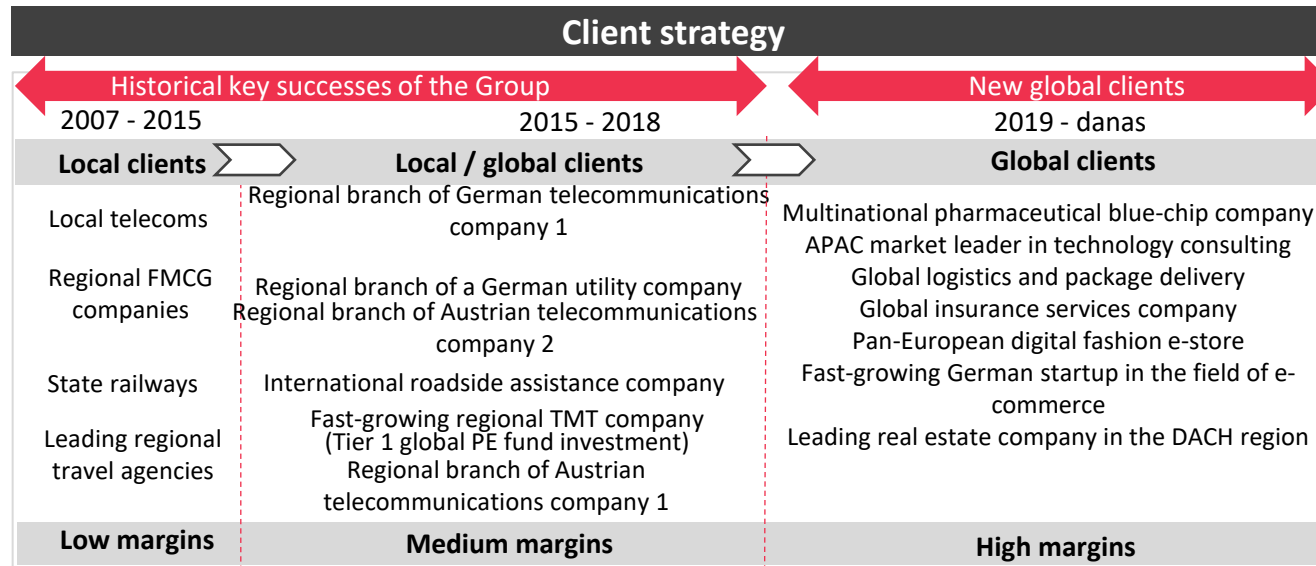 Client strategy
Historical key successes of the Group
New global clients
2007 - 2015
2015 - 2018
2019 - danas
Local clients
Local / global clients
Global clients
Local telecoms
Regional FMCG
companies
State railways
Leading regional
travel agencies
Regional branch of German telecommunications
company 1
Regional branch of a German utility company
Regional branch of Austrian telecommunications
company 2
International roadside assistance company
Fast-growing regional TMT company
(Tier 1 global PE fund investment)
Regional branch of Austrian
telecommunications company 1
Multinational pharmaceutical blue-chip company
APAC market leader in technology consulting
Global logistics and package delivery
Global insurance services company
Pan-European digital fashion e-store
Fast-growing German startup in the field of e-
commerce
Leading real estate company in the DACH region
Low margins
Medium margins
High margins